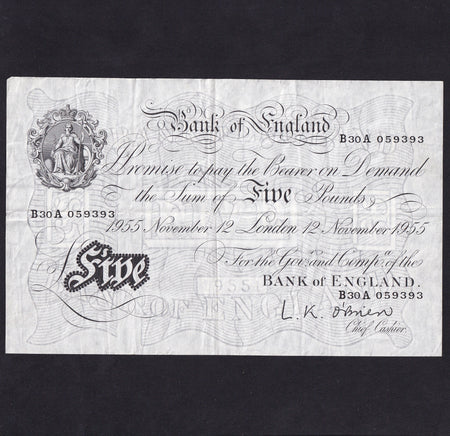 Bank of England
B30A 059393
I Promise to pay the Bearer on Demand
the Sum of Five Pounds
B30A 059393
1955 November 12 London 12 November 1955
For the Gov.r and Comp.a of the
£ Five
BANK OF ENGLAND.
B30A 059393
L. K. O'Brien
Chief Cashier.